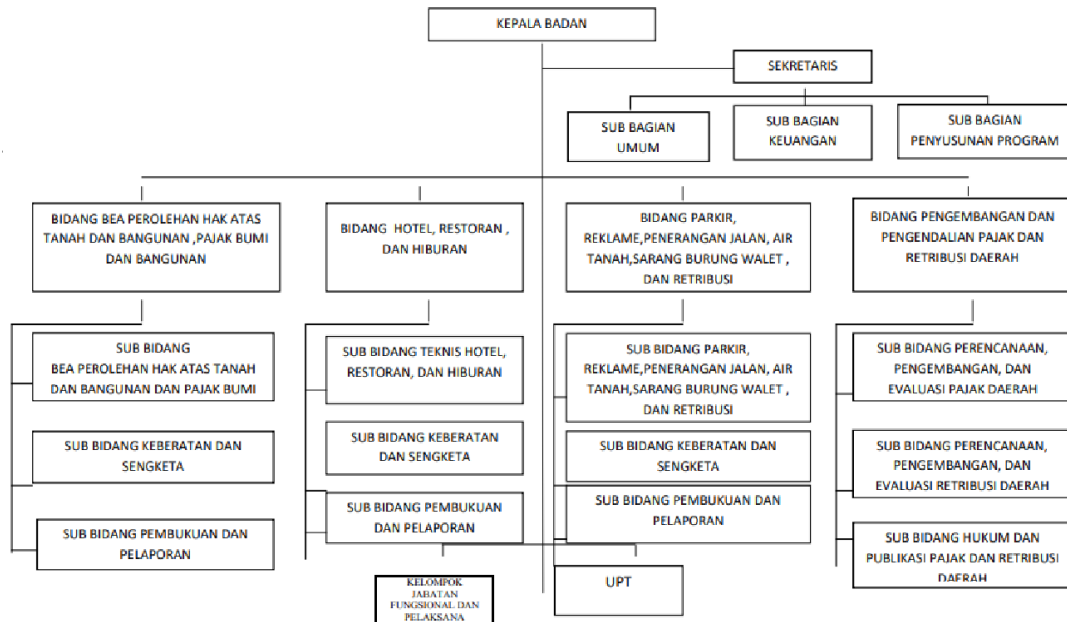 KEPALA BADAN
SEKRETARIS
SUB BAGIAN
UMUM
SUB BAGIAN
KEUANGAN
SUB BAGIAN
PENYUSUNAN PROGRAM
BIDANG BEA PEROLEHAN HAK ATAS
TANAH DAN BANGUNAN ,PAJAK BUMI
DAN BANGUNAN
BIDANG HOTEL, RESTORAN ,
DAN HIBURAN
BIDANG PARKIR,
REKLAME,PENERANGAN JALAN, AIR
TANAH,SARANG BURUNG WALET ,
DAN RETRIBUSI
BIDANG PENGEMBANGAN DAN
PENGENDALIAN PAJAK DAN
RETRIBUSI DAERAH
SUB BIDANG
BEA PEROLEHAN HAK ATAS TANAH
DAN BANGUNAN DAN PAJAK BUMI
SUB BIDANG TEKNIS HOTEL,
RESTORAN, DAN HIBURAN
SUB BIDANG PARKIR,
REKLAME,PENERANGAN JALAN, AIR
TANAH,SARANG BURUNG WALET ,
DAN RETRIBUSI
SUB BIDANG PERENCANAAN,
PENGEMBANGAN, DAN
EVALUASI PAJAK DAERAH
SUB BIDANG KEBERATAN DAN
SENGKETA
SUB BIDANG KEBERATAN
DAN SENGKETA
SUB BIDANG KEBERATAN DAN
SENGKETA
SUB BIDANG PERENCANAAN,
PENGEMBANGAN, DAN
EVALUASI RETRIBUSI DAERAH
SUB BIDANG PEMBUKUAN DAN
PELAPORAN
SUB BIDANG PEMBUKUAN
DAN PELAPORAN
SUB BIDANG PEMBUKUAN DAN
PELAPORAN
SUB BIDANG HUKUM DAN
PUBLIKASI PAJAK DAN RETRIBUSI
DAERAH
KELOMPOK
JABATAN
FUNGSIONAL DAN
PELAKSANA
UPT